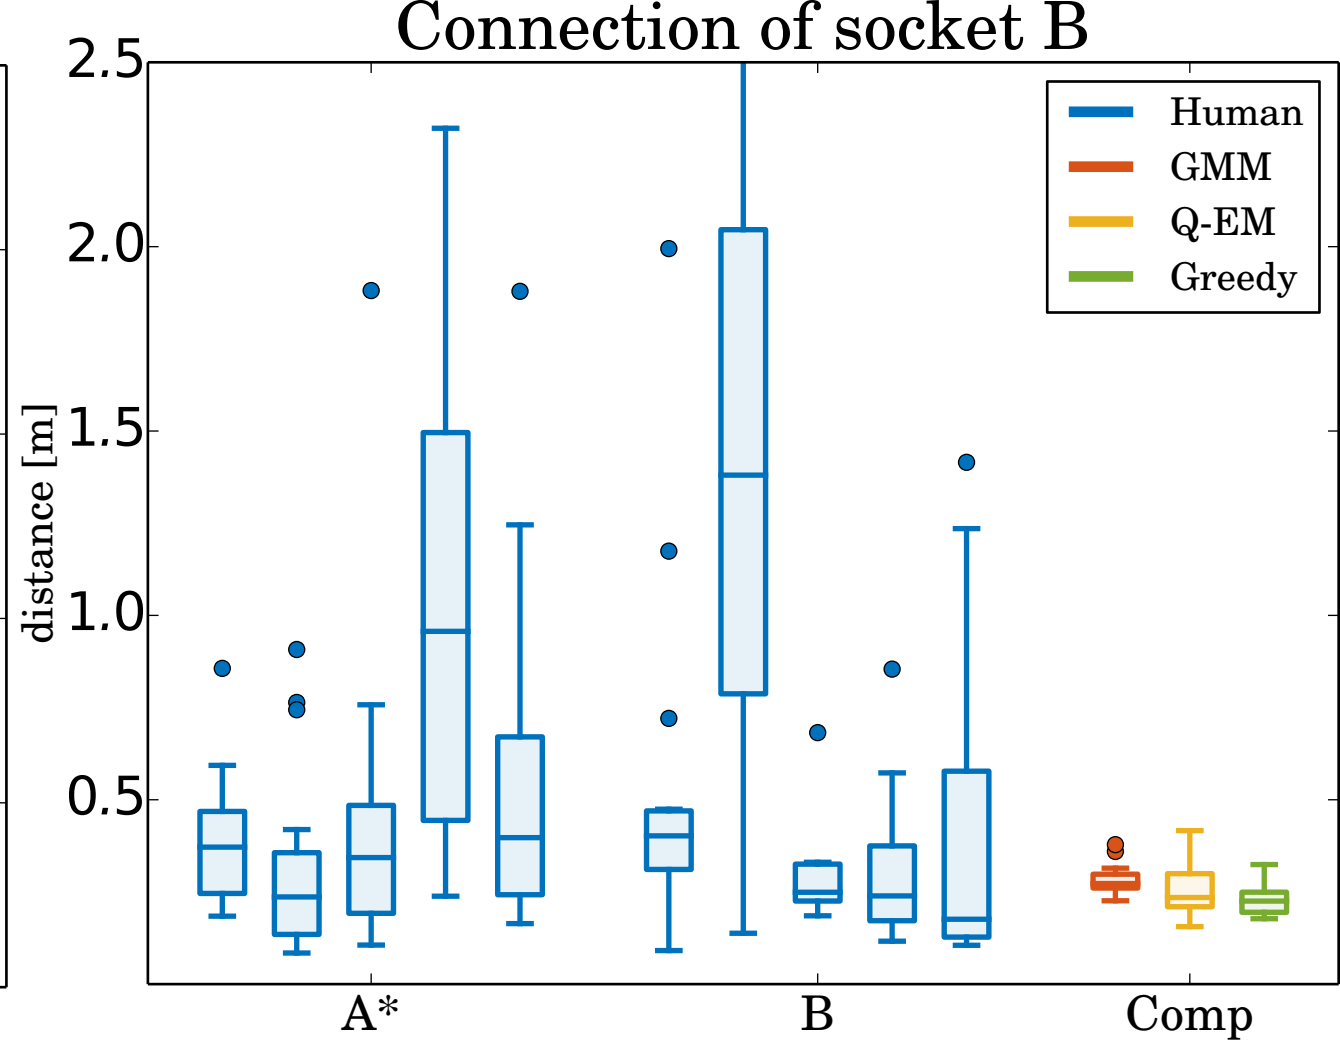 Connection of socket B
2.5
2.0
1.5
1.0
0.5
distance [m]
Human
GMM
Q-EM
Greedy
A*
B
Comp